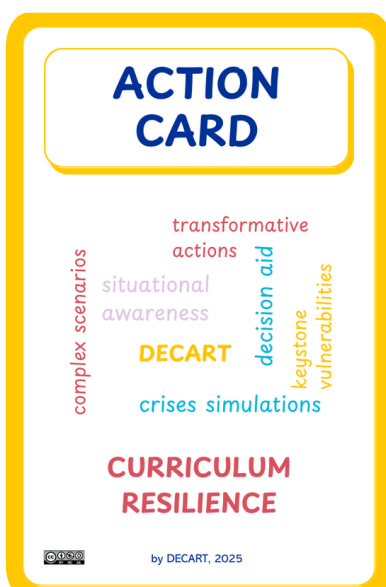 ACTION
CARD
transformative
actions
complex scenarios
situational
awareness
decision aid
keystone
vulnerabilities
DECART
crises simulations
CURRICULUM
RESILIENCE
by DECART, 2025